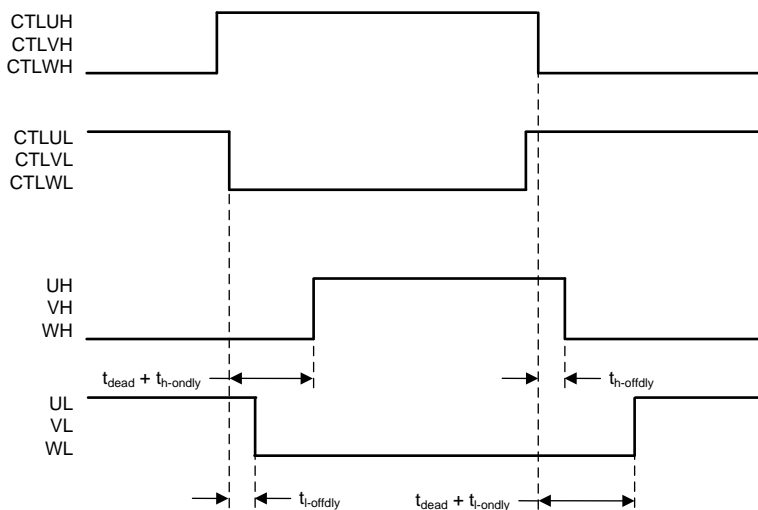 CTLUH
CTLVH
CTLWH
CTLUL
CTLVL
CTLWL
UH
VH
WH
tdead + th-ondly
th-offdly
UL
VL
WL
tl-offdly
tdead + tl-ondly